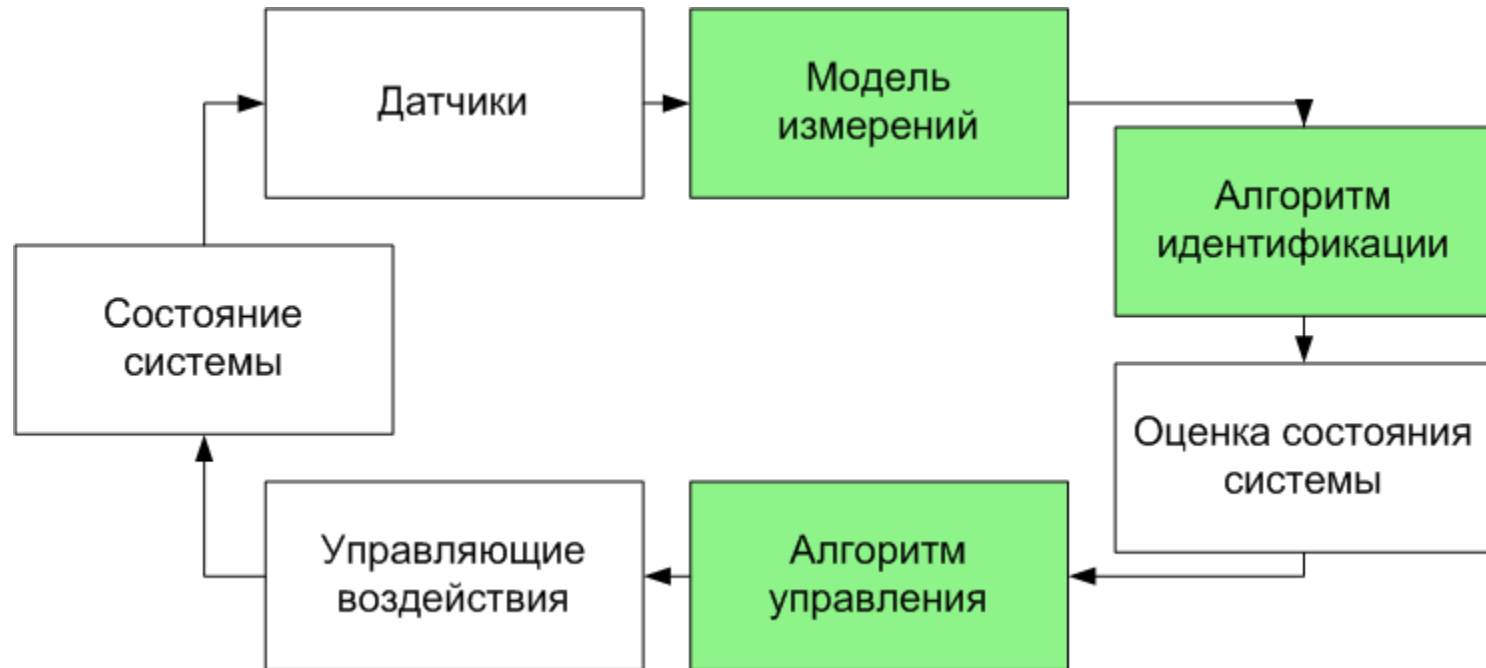 Датчики
Модель
измерений
Алгоритм
идентификации
Состояние
системы
Оценка состояния
системы
Управляющие
воздействия
Алгоритм
управления